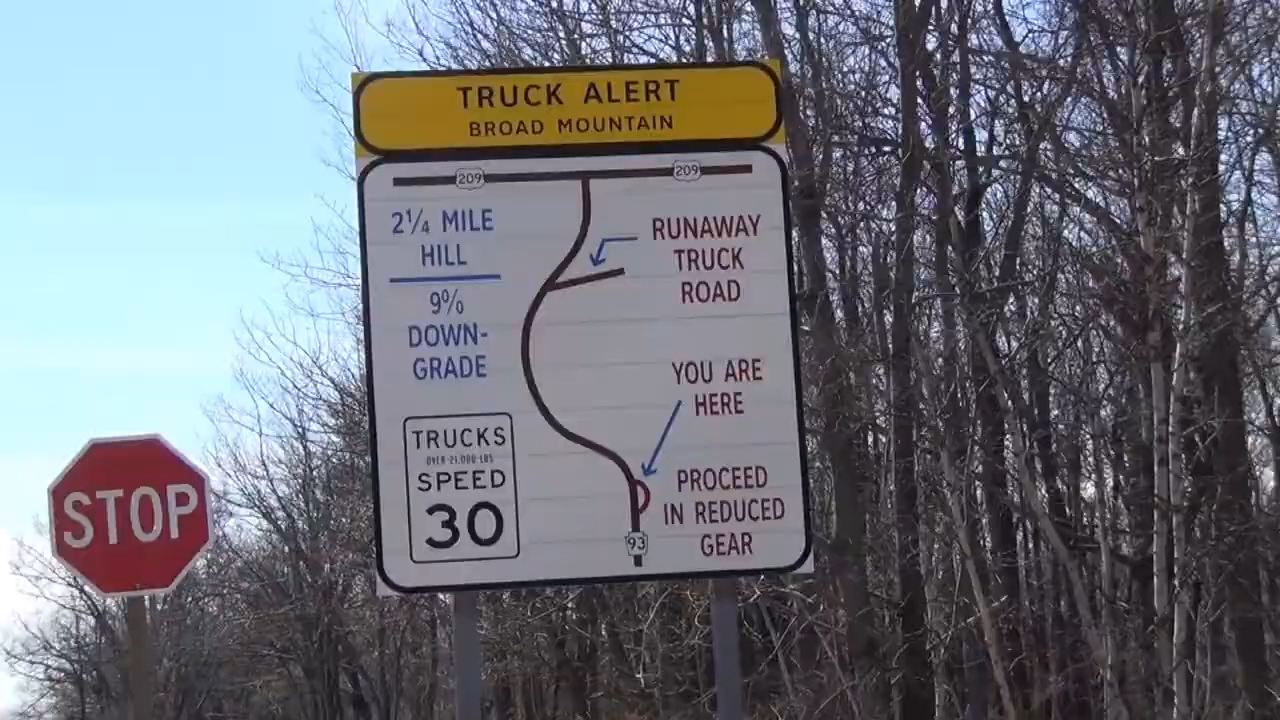 TRUCK ALERT
BROAD MOUNTAIN
209
209
2¼ MILE
HILL
9%
DOWN-
GRADE
RUNAWAY
TRUCK
ROAD
YOU ARE
HERE
TRUCKS
OVER 21,000 LBS
SPEED
30
PROCEED
IN REDUCED
GEAR
93
STOP